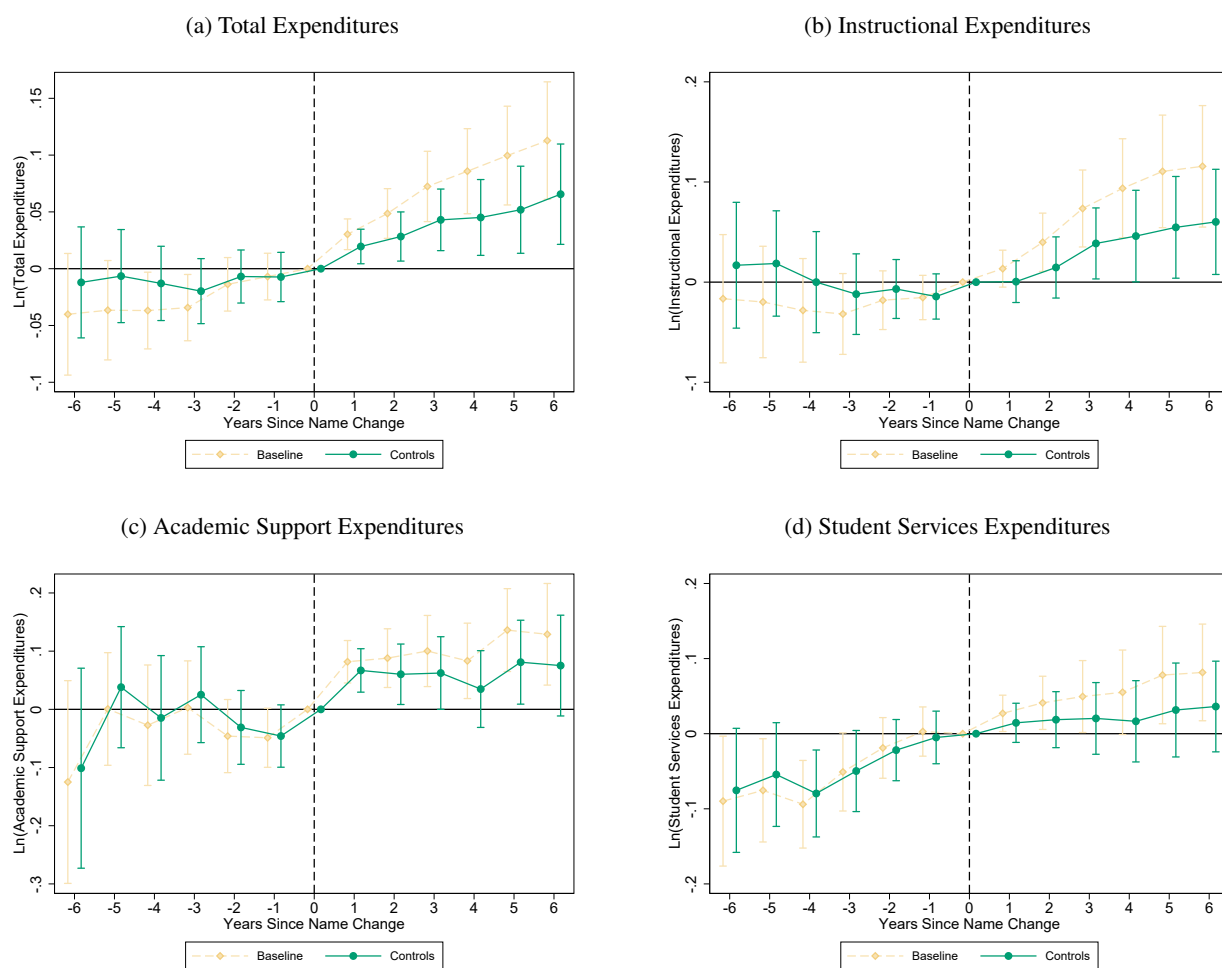 (a) Total Expenditures
Ln(Total Expenditures)
.15
.1
.05
0
-.05
-.1
-6 -5 -4 -3 -2 -1 0 1 2 3 4 5 6
Years Since Name Change
Baseline Controls
(b) Instructional Expenditures
Ln(Instructional Expenditures)
.2
.1
0
-.1
-6 -5 -4 -3 -2 -1 0 1 2 3 4 5 6
Years Since Name Change
Baseline Controls
(c) Academic Support Expenditures
Ln(Academic Support Expenditures)
.2
.1
0
-.1
-.2
-.3
-6 -5 -4 -3 -2 -1 0 1 2 3 4 5 6
Years Since Name Change
Baseline Controls
(d) Student Services Expenditures
Ln(Student Services Expenditures)
.2
.1
0
-.1
-.2
-6 -5 -4 -3 -2 -1 0 1 2 3 4 5 6
Years Since Name Change
Baseline Controls